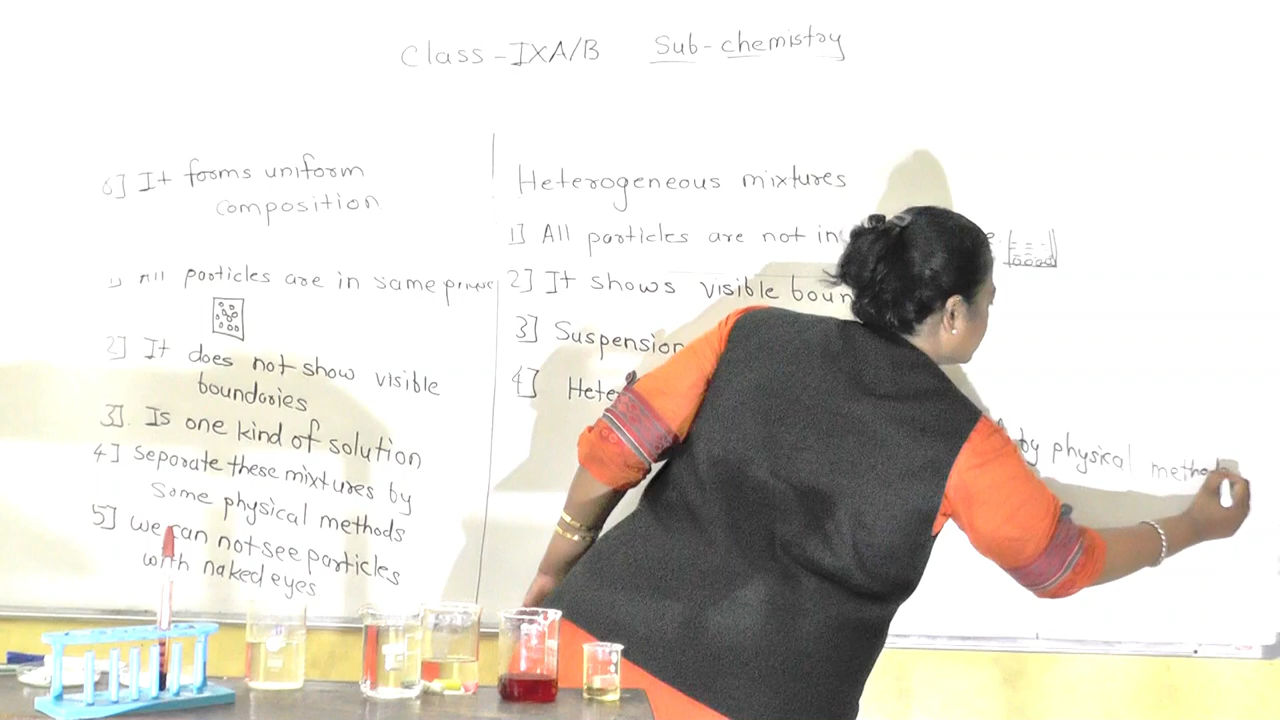 Class-IXA/B Sub-chemistry
6] It forms uniform
composition
1) All particles are in same
2] It does not show visible
boundaries
3]. Is one kind of solution
4] Separate these mixtures by
Some physical methods
5] we can not see particles
with naked eyes
Heterogeneous mixtures
1] All particles are not in
2] It shows visible boun
3] Suspension
4] Hete
by physical metho